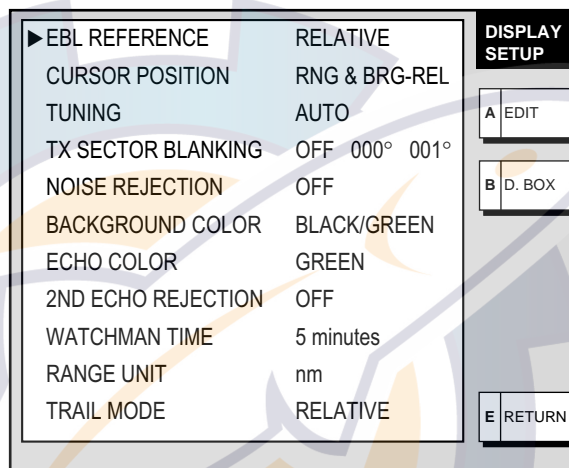 ▶EBL REFERENCE RELATIVE
CURSOR POSITION RNG & BRG-REL
TUNING AUTO
TX SECTOR BLANKING OFF 000° 001°
NOISE REJECTION OFF
BACKGROUND COLOR BLACK/GREEN
ECHO COLOR GREEN
2ND ECHO REJECTION OFF
WATCHMAN TIME 5 minutes
RANGE UNIT nm
TRAIL MODE RELATIVE
DISPLAY
SETUP
A EDIT
B D. BOX
E RETURN